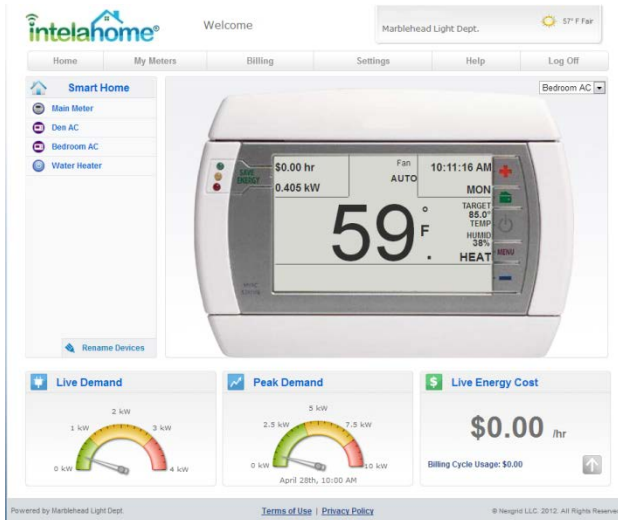 intelahome®
Welcome
Marblehead Light Dept.
57° F Fair
Home
My Meters
Billing
Settings
Help
Log Off
Smart Home
Main Meter
Den AC
Bedroom AC
Water Heater
Rename Devices
Bedroom AC
SAVE
ENERGY
$0.00 hr
0.405 kW
Fan
AUTO
10:11:16 AM
MON
TARGET
85.0°
TEMP
HUMID
38%
HEAT
59 ° F
MENU
Live Demand
0 kW
1 kW
2 kW
3 kW
4 kW
Peak Demand
0 kW
2.5 kW
5 kW
7.5 kW
10 kW
April 28th, 10:00 AM
Live Energy Cost
$0.00 /hr
Billing Cycle Usage: $0.00
Powered by Marblehead Light Dept.
Terms of Use | Privacy Policy
© Nexgrid LLC. 2012. All Rights Reserve